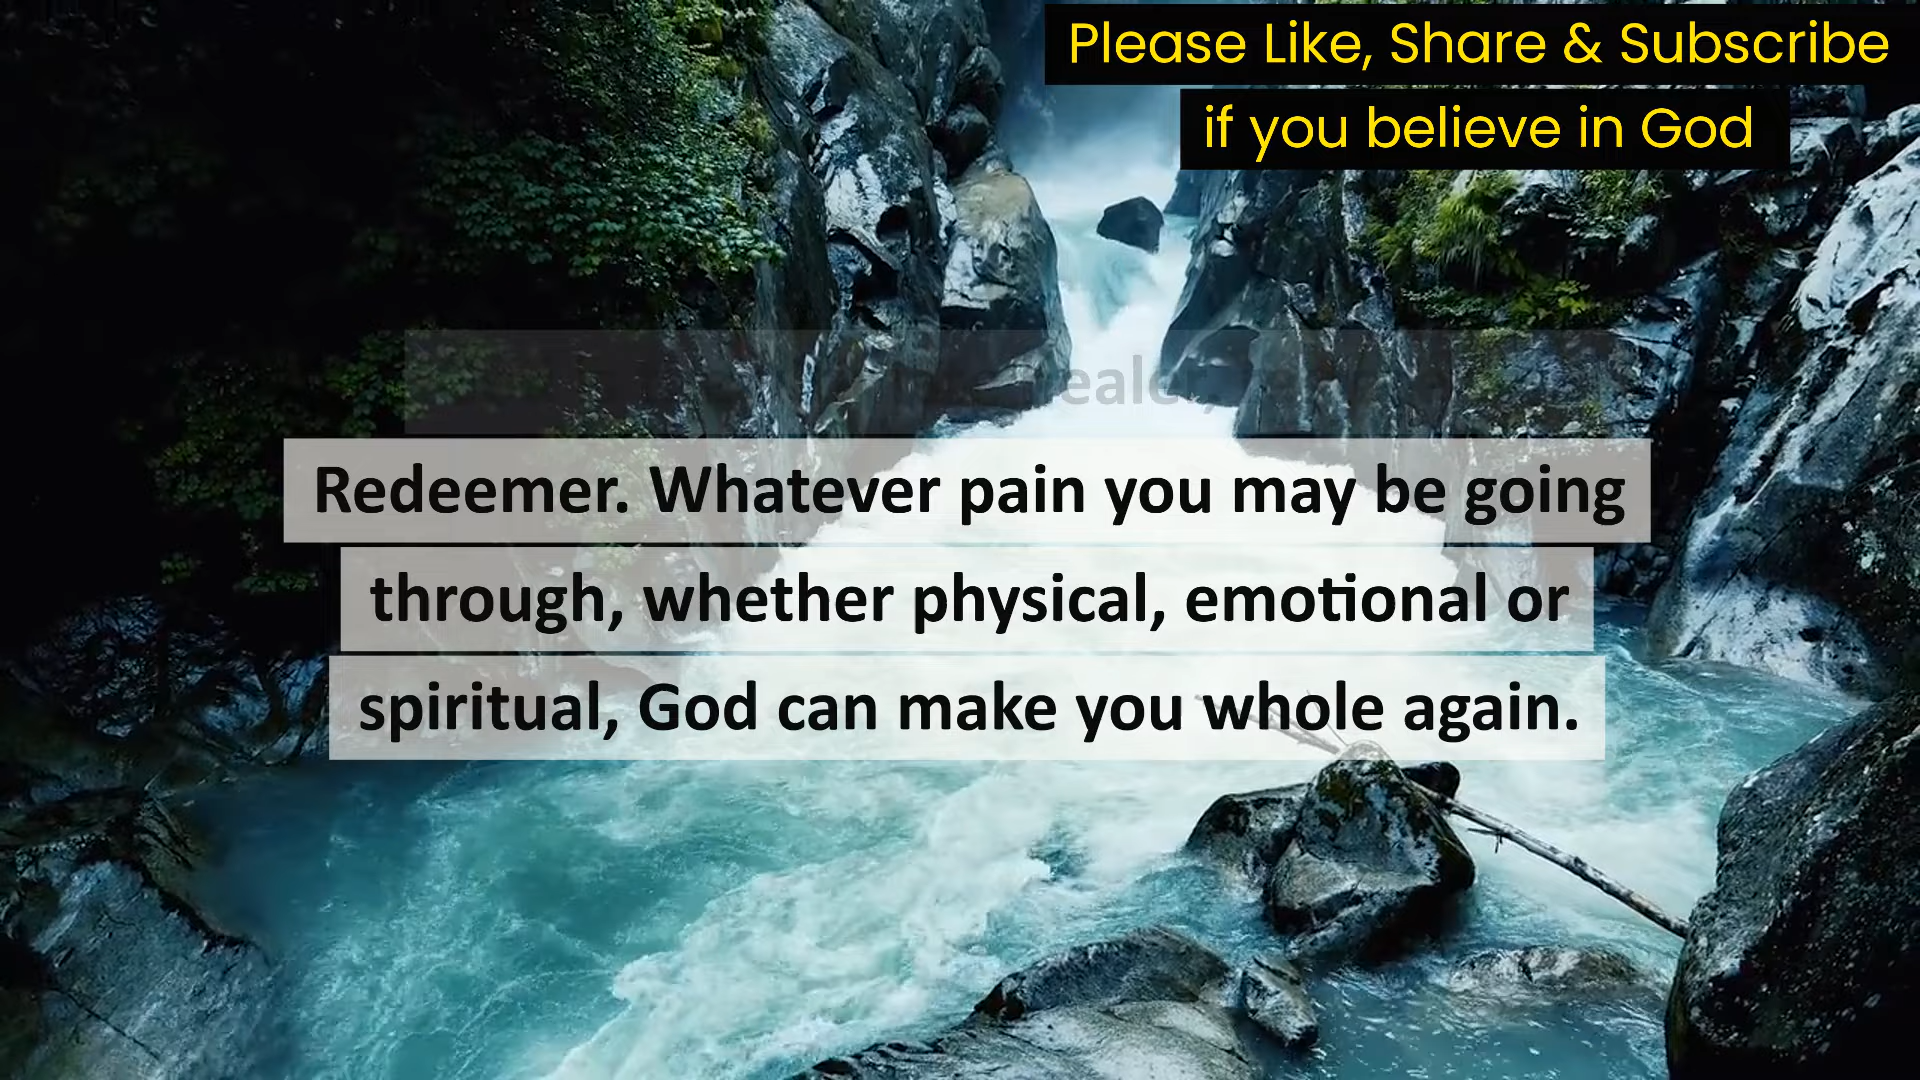 Please Like, Share & Subscribe
if you believe in God
Redeemer. Whatever pain you may be going
through, whether physical, emotional or
spiritual, God can make you whole again.